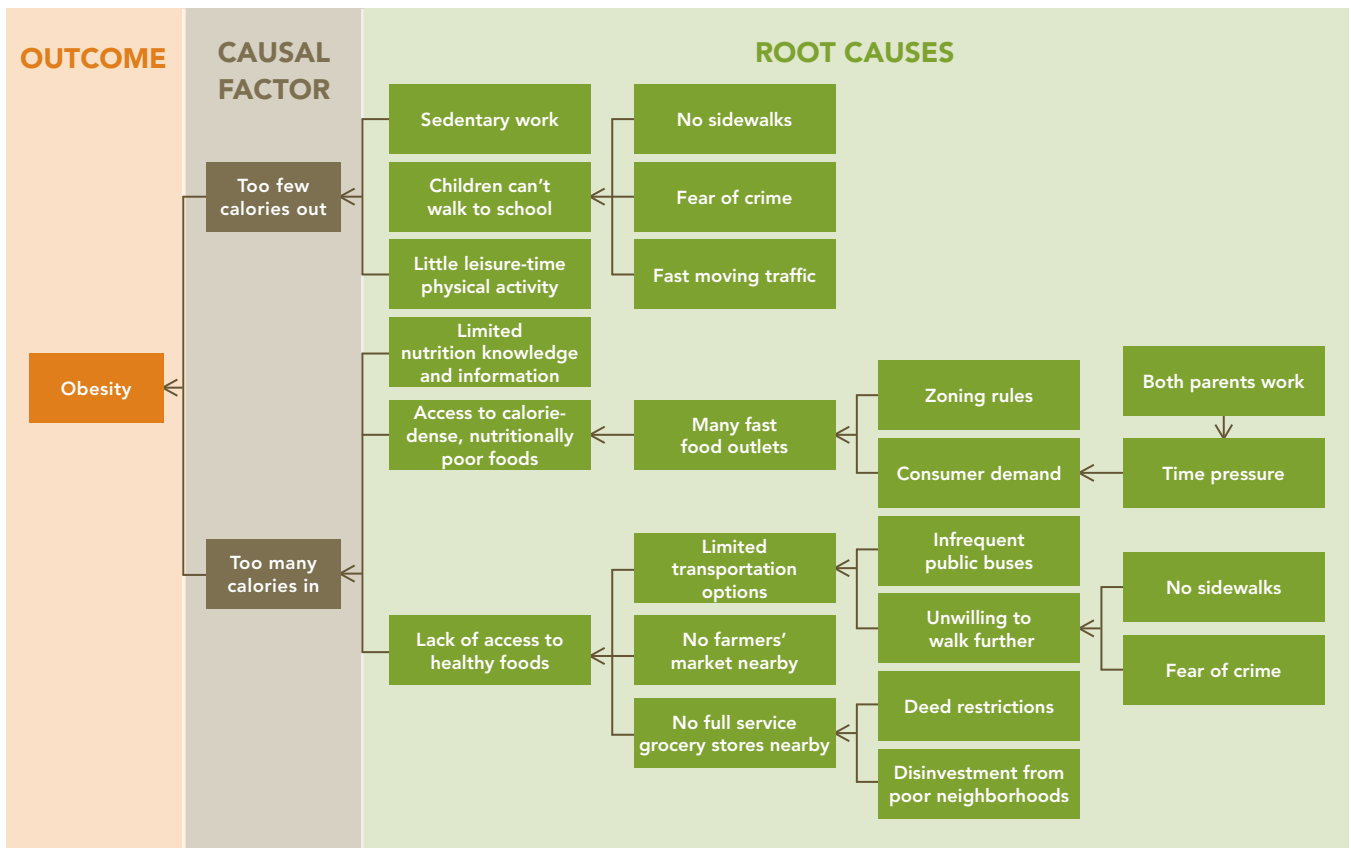 OUTCOME
CAUSAL
FACTOR
ROOT CAUSES
Sedentary work
No sidewalks
Too few
calories out
Children can’t
walk to school
Fear of crime
Little leisure-time
physical activity
Fast moving traffic
Limited
nutrition knowledge
and information
Obesity
Zoning rules
Both parents work
Access to calorie-
dense, nutritionally
poor foods
Many fast
food outlets
Consumer demand
Time pressure
Too many
calories in
Limited
transportation
options
Infrequent
public buses
No sidewalks
Unwilling to
walk further
Lack of access to
healthy foods
No farmers’
market nearby
Fear of crime
Deed restrictions
No full service
grocery stores nearby
Disinvestment from
poor neighborhoods